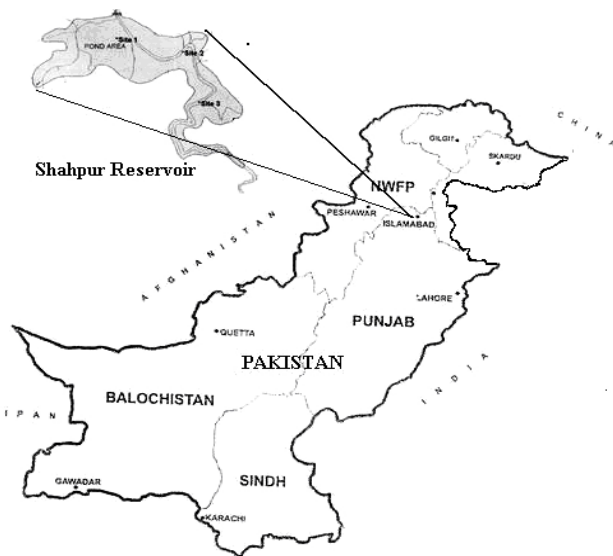 *Site 1
POND AREA
*Site 2
*Site 3
Shahpur Reservoir
CHINA
GILGIT
SKARDU
NWFP
PESHAWAR
ISLAMABAD
AFGHANISTAN
LAHORE
PUNJAB
QUETTA
PAKISTAN
INDIA
BALOCHISTAN
IPAN
SINDH
GAWADAR
KARACHI